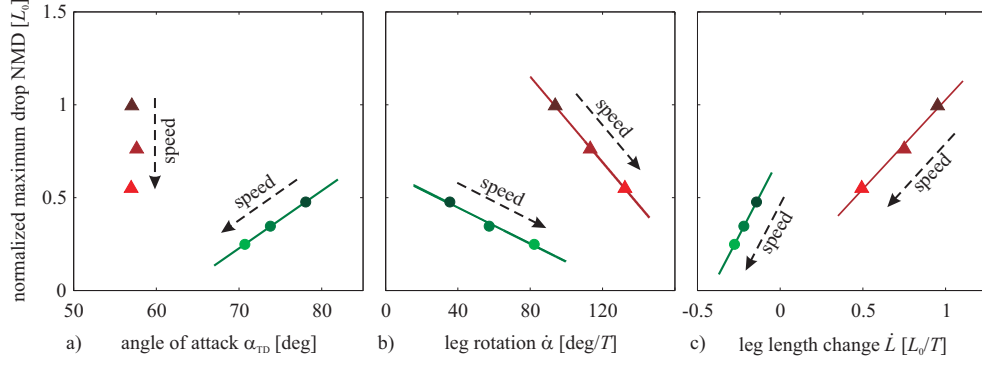 normalized maximum drop NMD [L₀]
1.5
1
0.5
0
speed
speed
50
60
70
80
a) angle of attack α_TD [deg]
speed
speed
0
40
80
120
b) leg rotation α̇ [deg/T]
speed
speed
-0.5
0
0.5
1
c) leg length change L̇ [L₀/T]